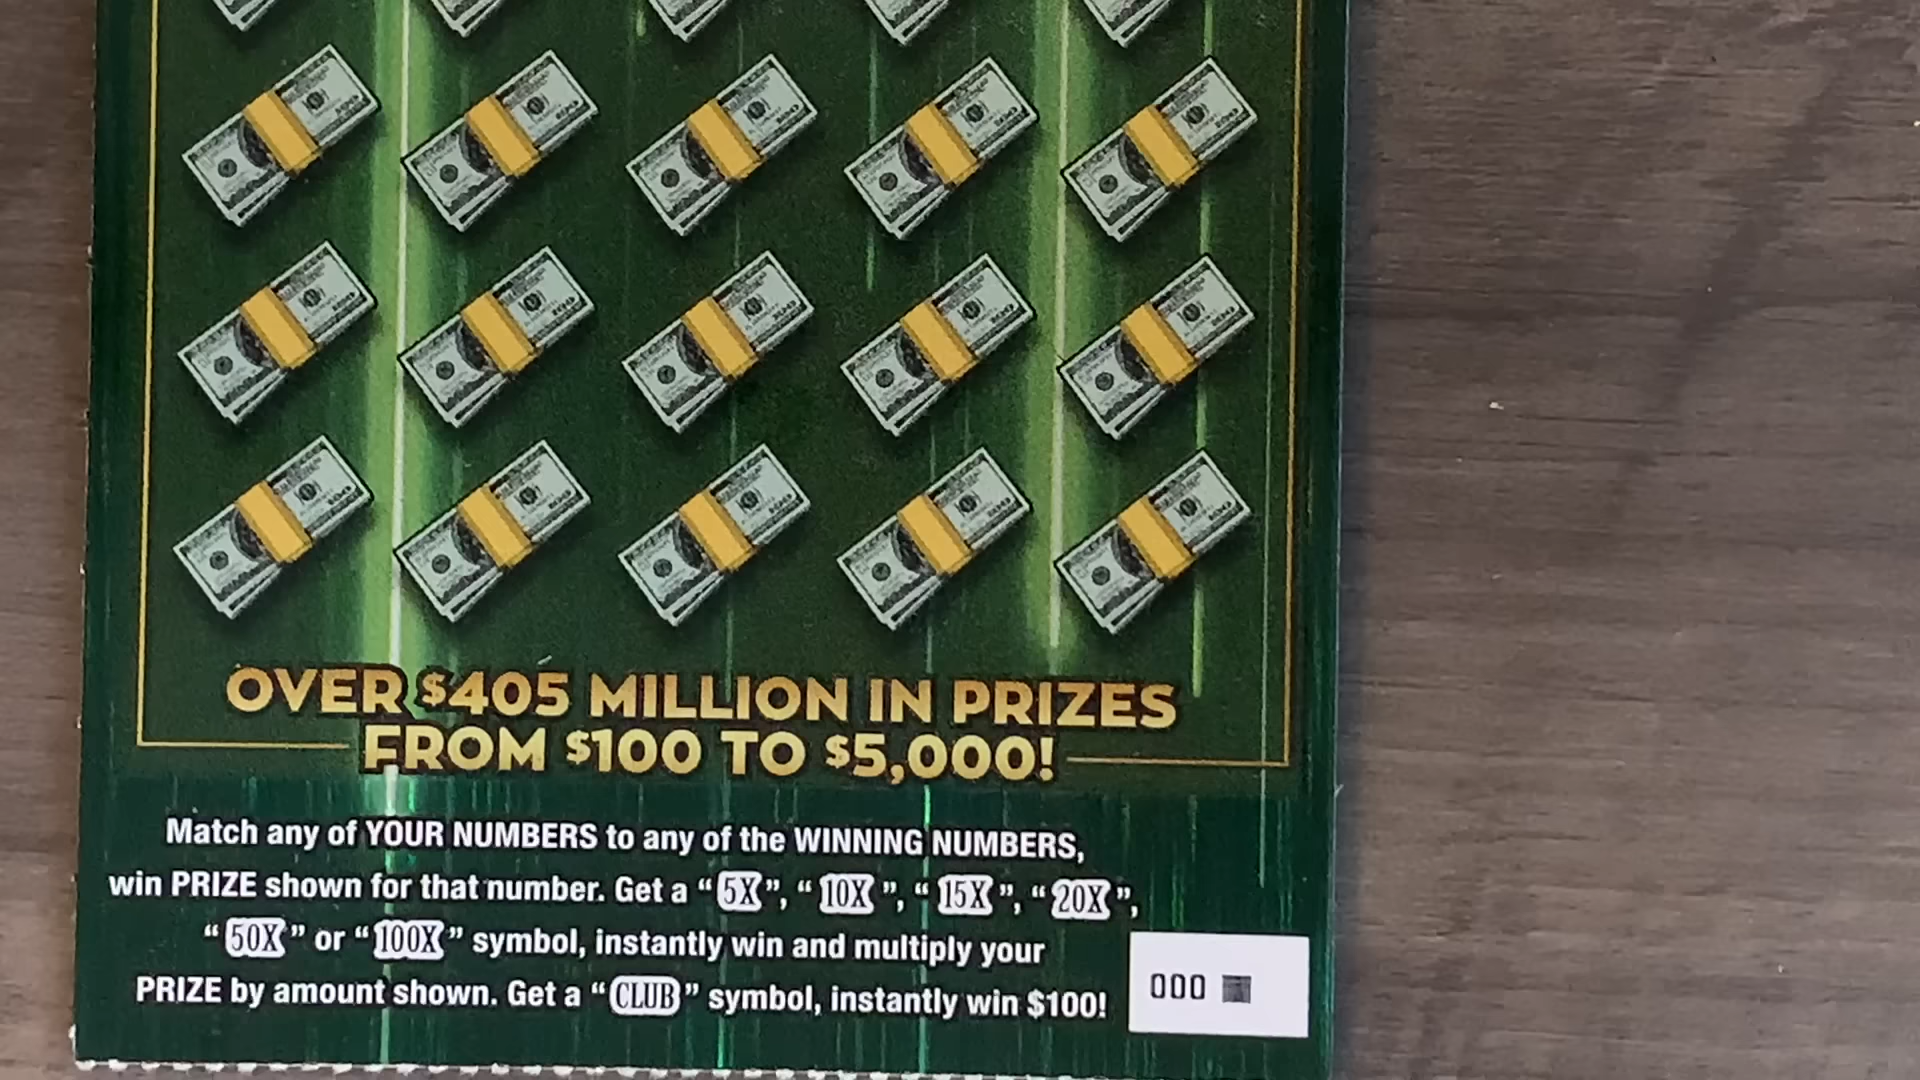 OVER $405 MILLION IN PRIZES
FROM $100 TO $5,000!
Match any of YOUR NUMBERS to any of the WINNING NUMBERS,
win PRIZE shown for that number. Get a “5X”, “10X”, “15X”, “20X”,
“50X” or “100X” symbol, instantly win and multiply your
PRIZE by amount shown. Get a “CLUB” symbol, instantly win $100!
000